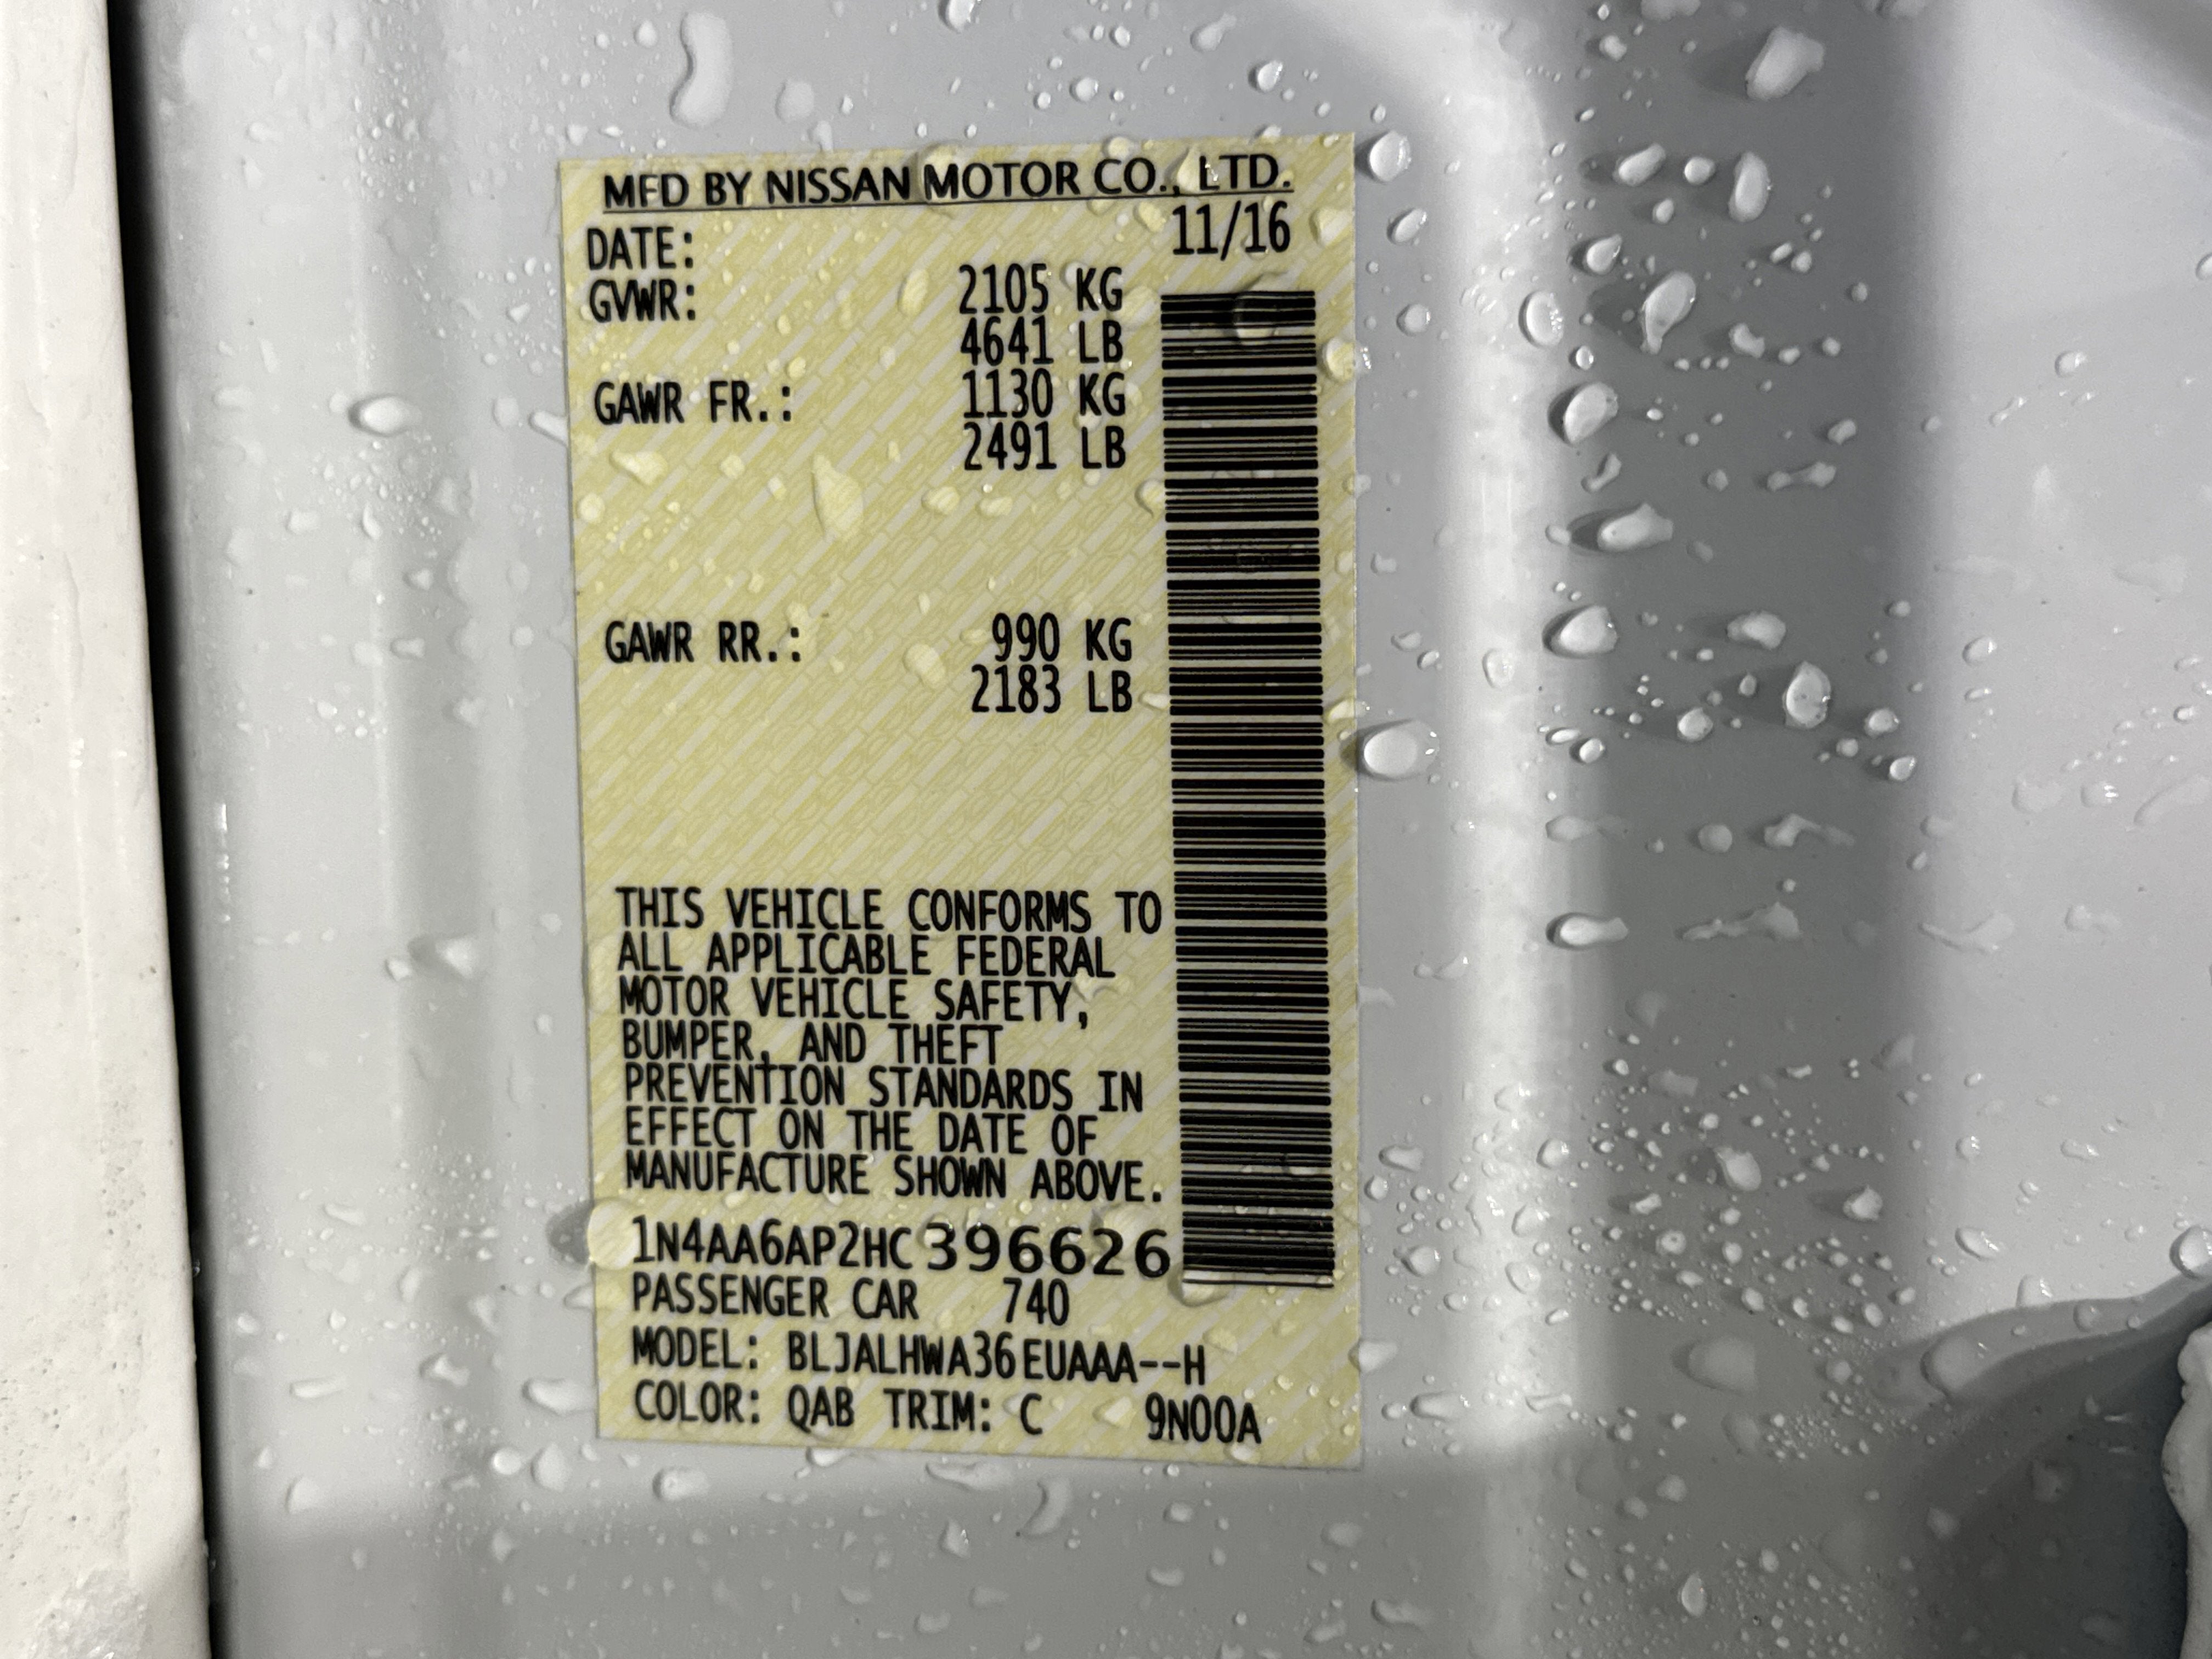 MFD BY NISSAN MOTOR CO., LTD.
DATE: 11/16
GVWR: 2105 KG
4641 LB
GAWR FR.: 1130 KG
2491 LB
GAWR RR.: 990 KG
2183 LB
THIS VEHICLE CONFORMS TO
ALL APPLICABLE FEDERAL
MOTOR VEHICLE SAFETY,
BUMPER, AND THEFT
PREVENTION STANDARDS IN
EFFECT ON THE DATE OF
MANUFACTURE SHOWN ABOVE.
1N4AA6AP2HC396626
PASSENGER CAR 740
MODEL: BLJALHWA36EUAAA--H
COLOR: QAB TRIM: C 9N00A